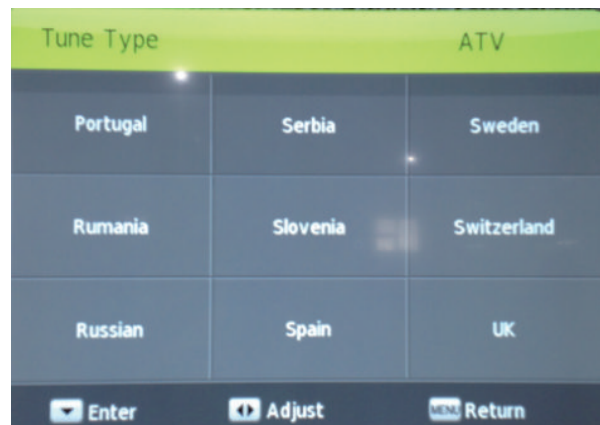 Tune Type ATV
Portugal Serbia Sweden
Rumania Slovenia Switzerland
Russian Spain UK
Enter Adjust MENU Return